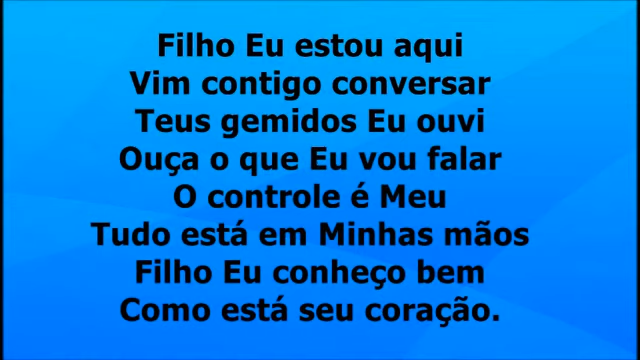 Filho Eu estou aqui
Vim contigo conversar
Teus gemidos Eu ouvi
Ouça o que Eu vou falar
O controle é Meu
Tudo está em Minhas mãos
Filho Eu conheço bem
Como está seu coração.